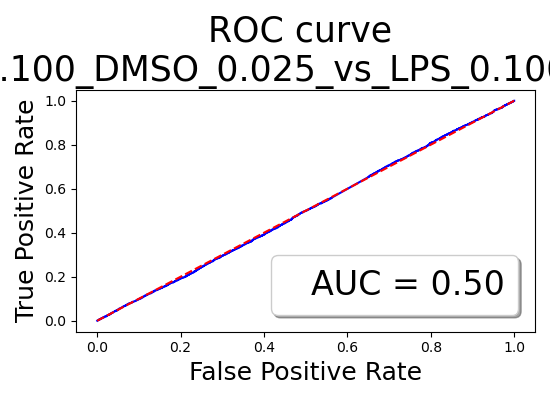 ROC curve
.100_DMSO_0.025_vs_LPS_0.100
True Positive Rate
1.0
0.8
0.6
0.4
0.2
0.0
AUC = 0.50
0.0 0.2 0.4 0.6 0.8 1.0
False Positive Rate